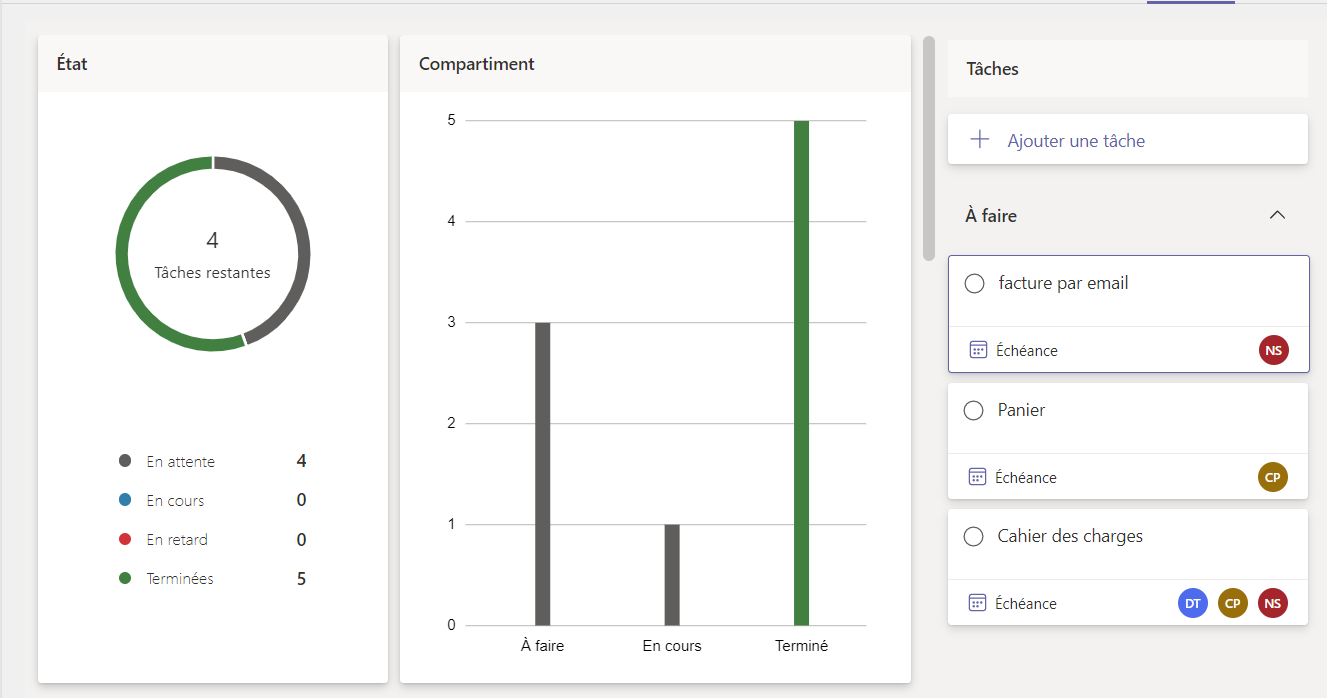 État
4
Tâches restantes
En attente 4
En cours 0
En retard 0
Terminées 5
Compartiment
5
4
3
2
1
0
À faire En cours Terminé
Tâches
Ajouter une tâche
À faire
facture par email
Échéance NS
Panier
Échéance CP
Cahier des charges
Échéance DT CP NS